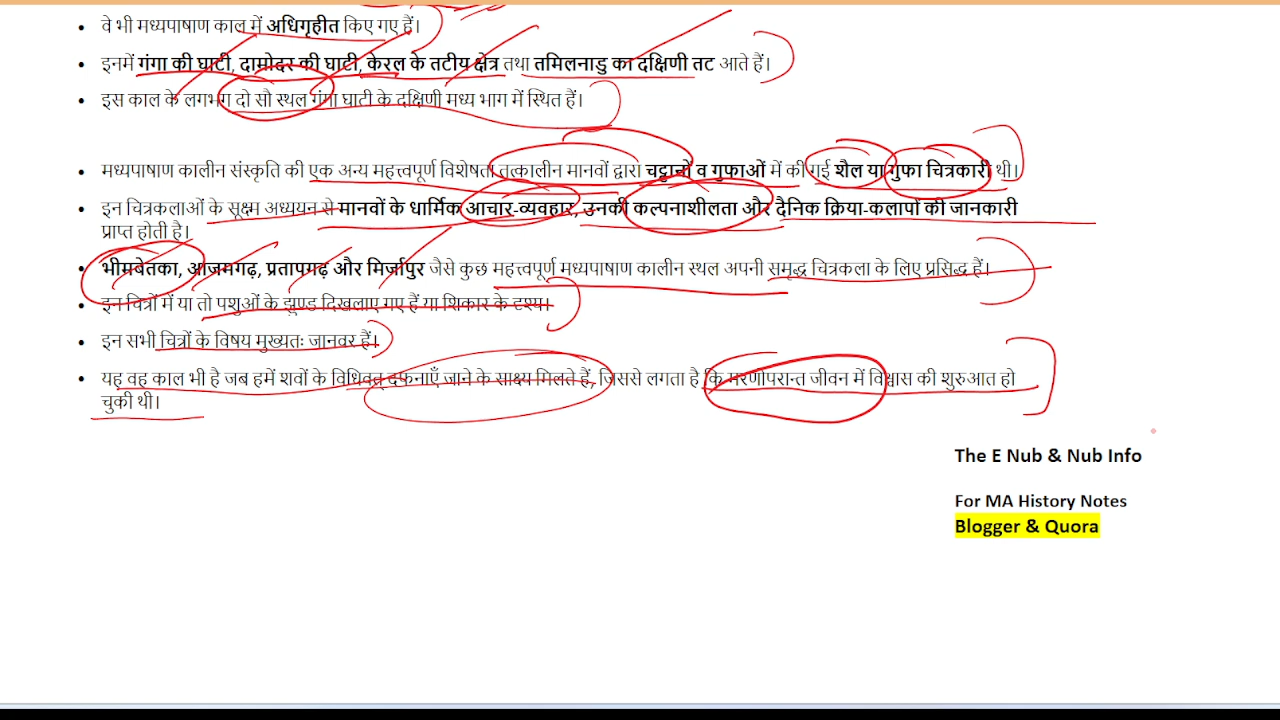 • वे भी मध्यपाषाण काल में अधिगृहीत किए गए हैं।
• इनमें गंगा की घाटी, दामोदर की घाटी, केरल के तटीय क्षेत्र तथा तमिलनाडु का दक्षिणी तट आते हैं।
• इस काल के लगभग दो सौ स्थल गंगा घाटी के दक्षिणी मध्य भाग में स्थित हैं।
• मध्यपाषाण कालीन संस्कृति की एक अन्य महत्त्वपूर्ण विशेषता तत्कालीन मानवों द्वारा चट्टानों व गुफाओं में की गई शैल या गुफा चित्रकारी थी।
• इन चित्रकलाओं के सूक्ष्म अध्ययन से मानवों के धार्मिक आचार-व्यवहार, उनकी कल्पनाशीलता और दैनिक क्रिया-कलापों की जानकारी
प्राप्त होती है।
• भीमबेतका, आजमगढ़, प्रतापगढ़ और मिर्जापुर जैसे कुछ महत्त्वपूर्ण मध्यपाषाण कालीन स्थल अपनी समृद्ध चित्रकला के लिए प्रसिद्ध हैं।
• इन चित्रों में या तो पशुओं के झुण्ड दिखलाए गए हैं या शिकार के दृश्य।
• इन सभी चित्रों के विषय मुख्यतः जानवर हैं।
• यह वह काल भी है जब हमें शवों के विधिवत् दफनाएँ जाने के साक्ष्य मिलते हैं, जिससे लगता है कि मरणोपरान्त जीवन में विश्वास की शुरुआत हो
चुकी थी।
The E Nub & Nub Info
For MA History Notes
Blogger & Quora